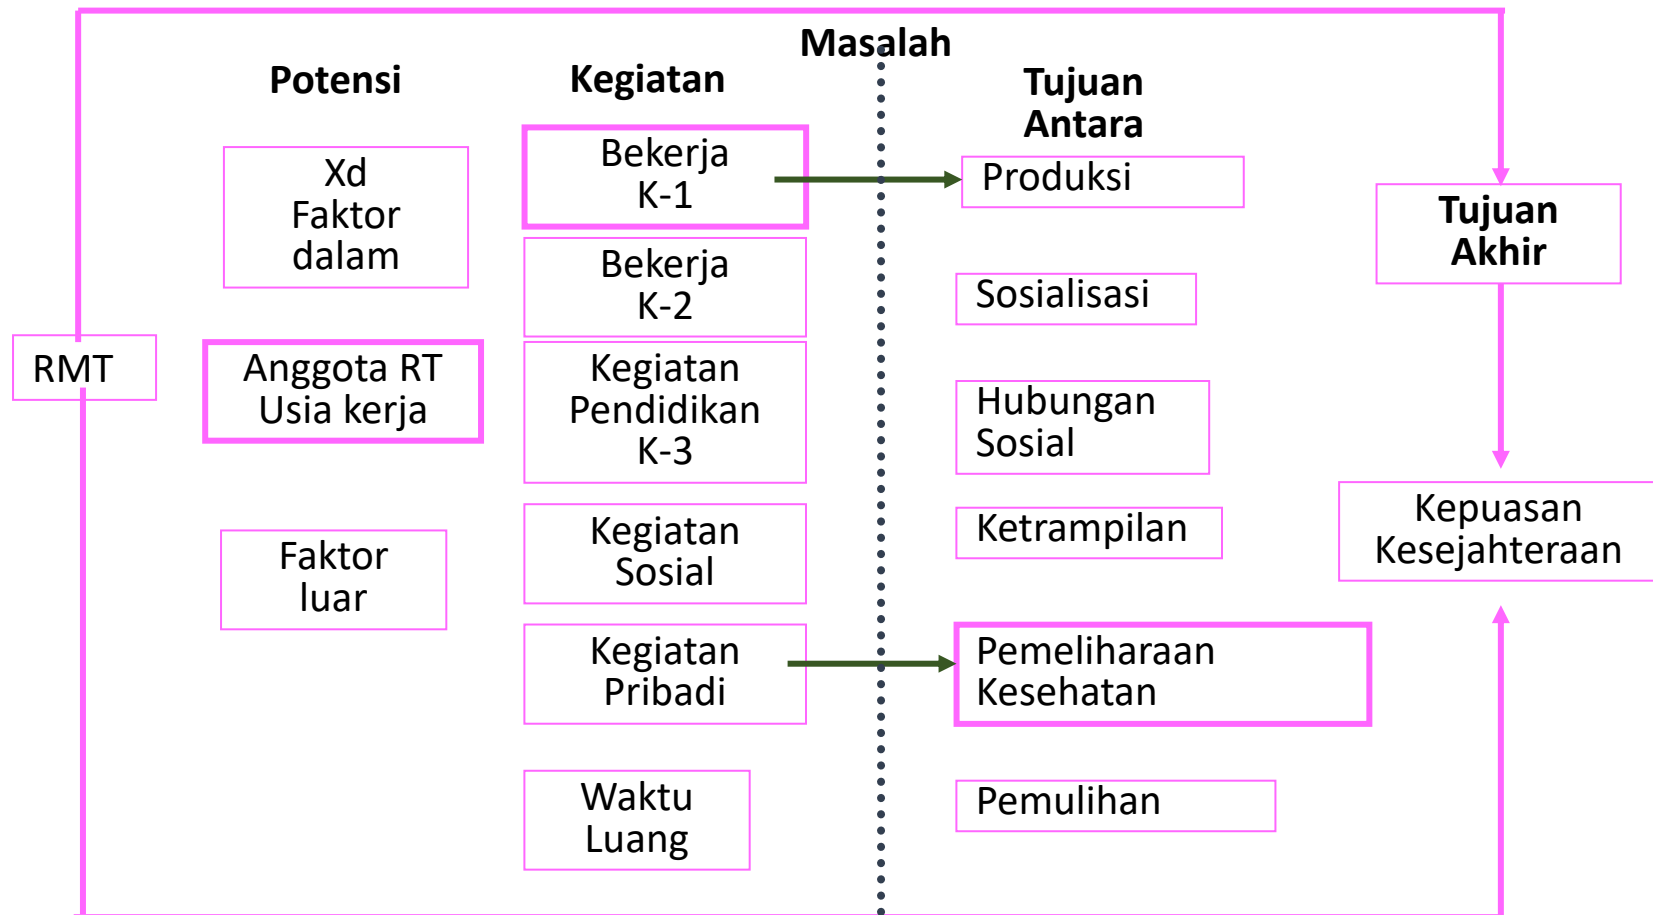 Masalah
Potensi
Kegiatan
Tujuan
Antara
Xd
Faktor
dalam
Bekerja
K-1
Produksi
Tujuan
Akhir
Bekerja
K-2
Sosialisasi
RMT
Anggota RT
Usia kerja
Kegiatan
Pendidikan
K-3
Hubungan
Sosial
Faktor
luar
Kegiatan
Sosial
Ketrampilan
Kepuasan
Kesejahteraan
Kegiatan
Pribadi
Pemeliharaan
Kesehatan
Waktu
Luang
Pemulihan